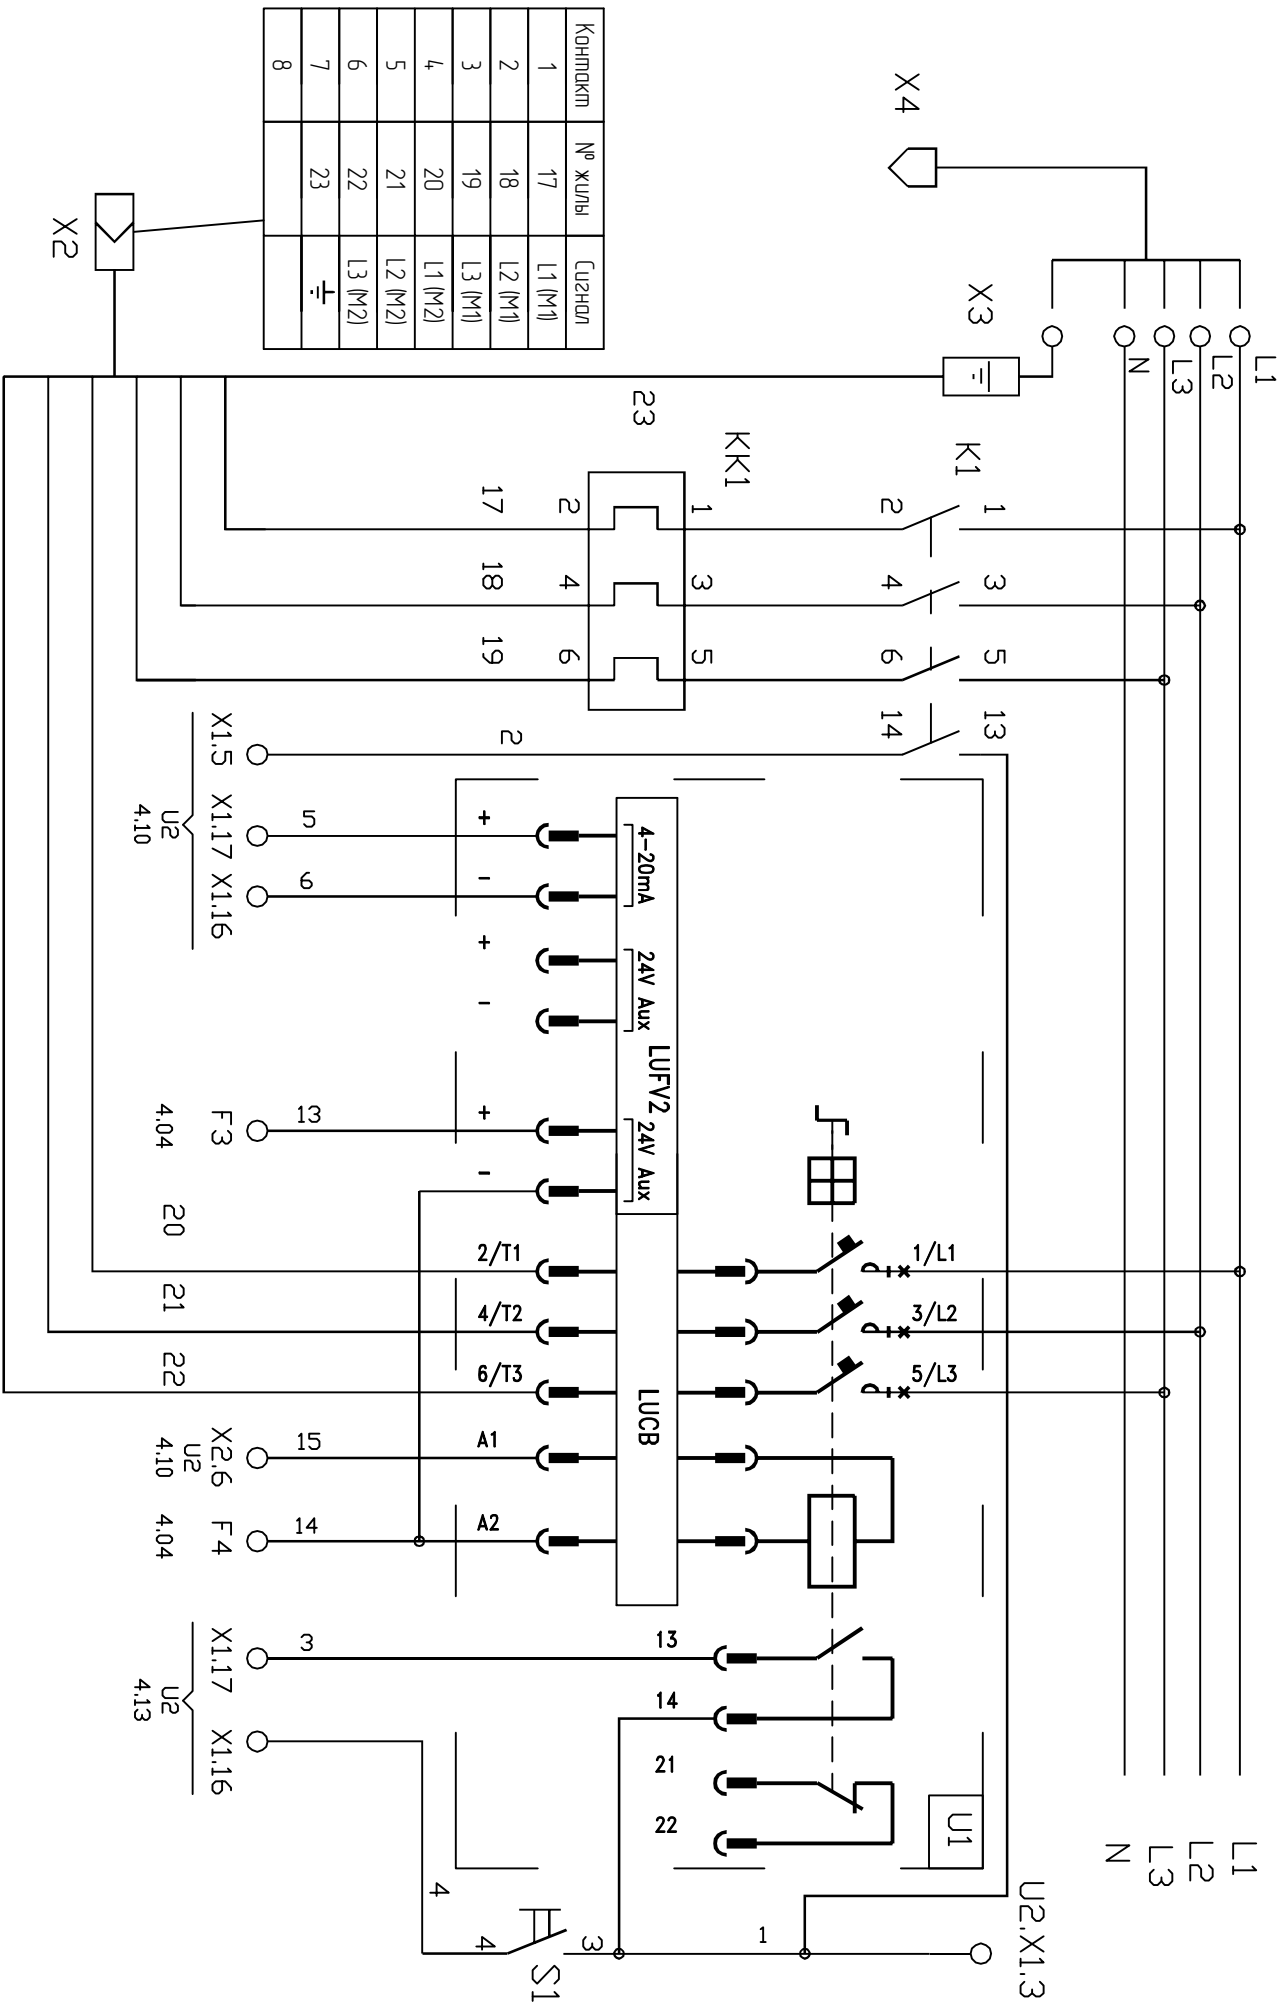 L1
L2
L3
N
X4
X3
Контакт № жилы Сигнал
1 17 L1 (M1)
2 18 L2 (M1)
3 19 L3 (M1)
4 20 L1 (M2)
5 21 L2 (M2)
6 22 L3 (M2)
7 23
8
X2
23
KK1
K1
1 2 1 2 17
3 4 3 4 18
5 6 5 6 19
13 14 2 X1.5
4-20mA + 5 X1.17
- 6 X1.16
U2
4.10
24V Aux +
-
LUFV2
24V Aux + 13 F3
4.04
-
1/L1 2/T1 20
3/L2 4/T2 21
5/L3 6/T3 22
LUCB
A1 15 X2.6
U2
4.10
A2 14 F4
4.04
13 3 X1.17
14
X1.16
U2
4.13
21
22
U1
4
4 3
S1
1
U2.X1.3
L1
L2
L3
N